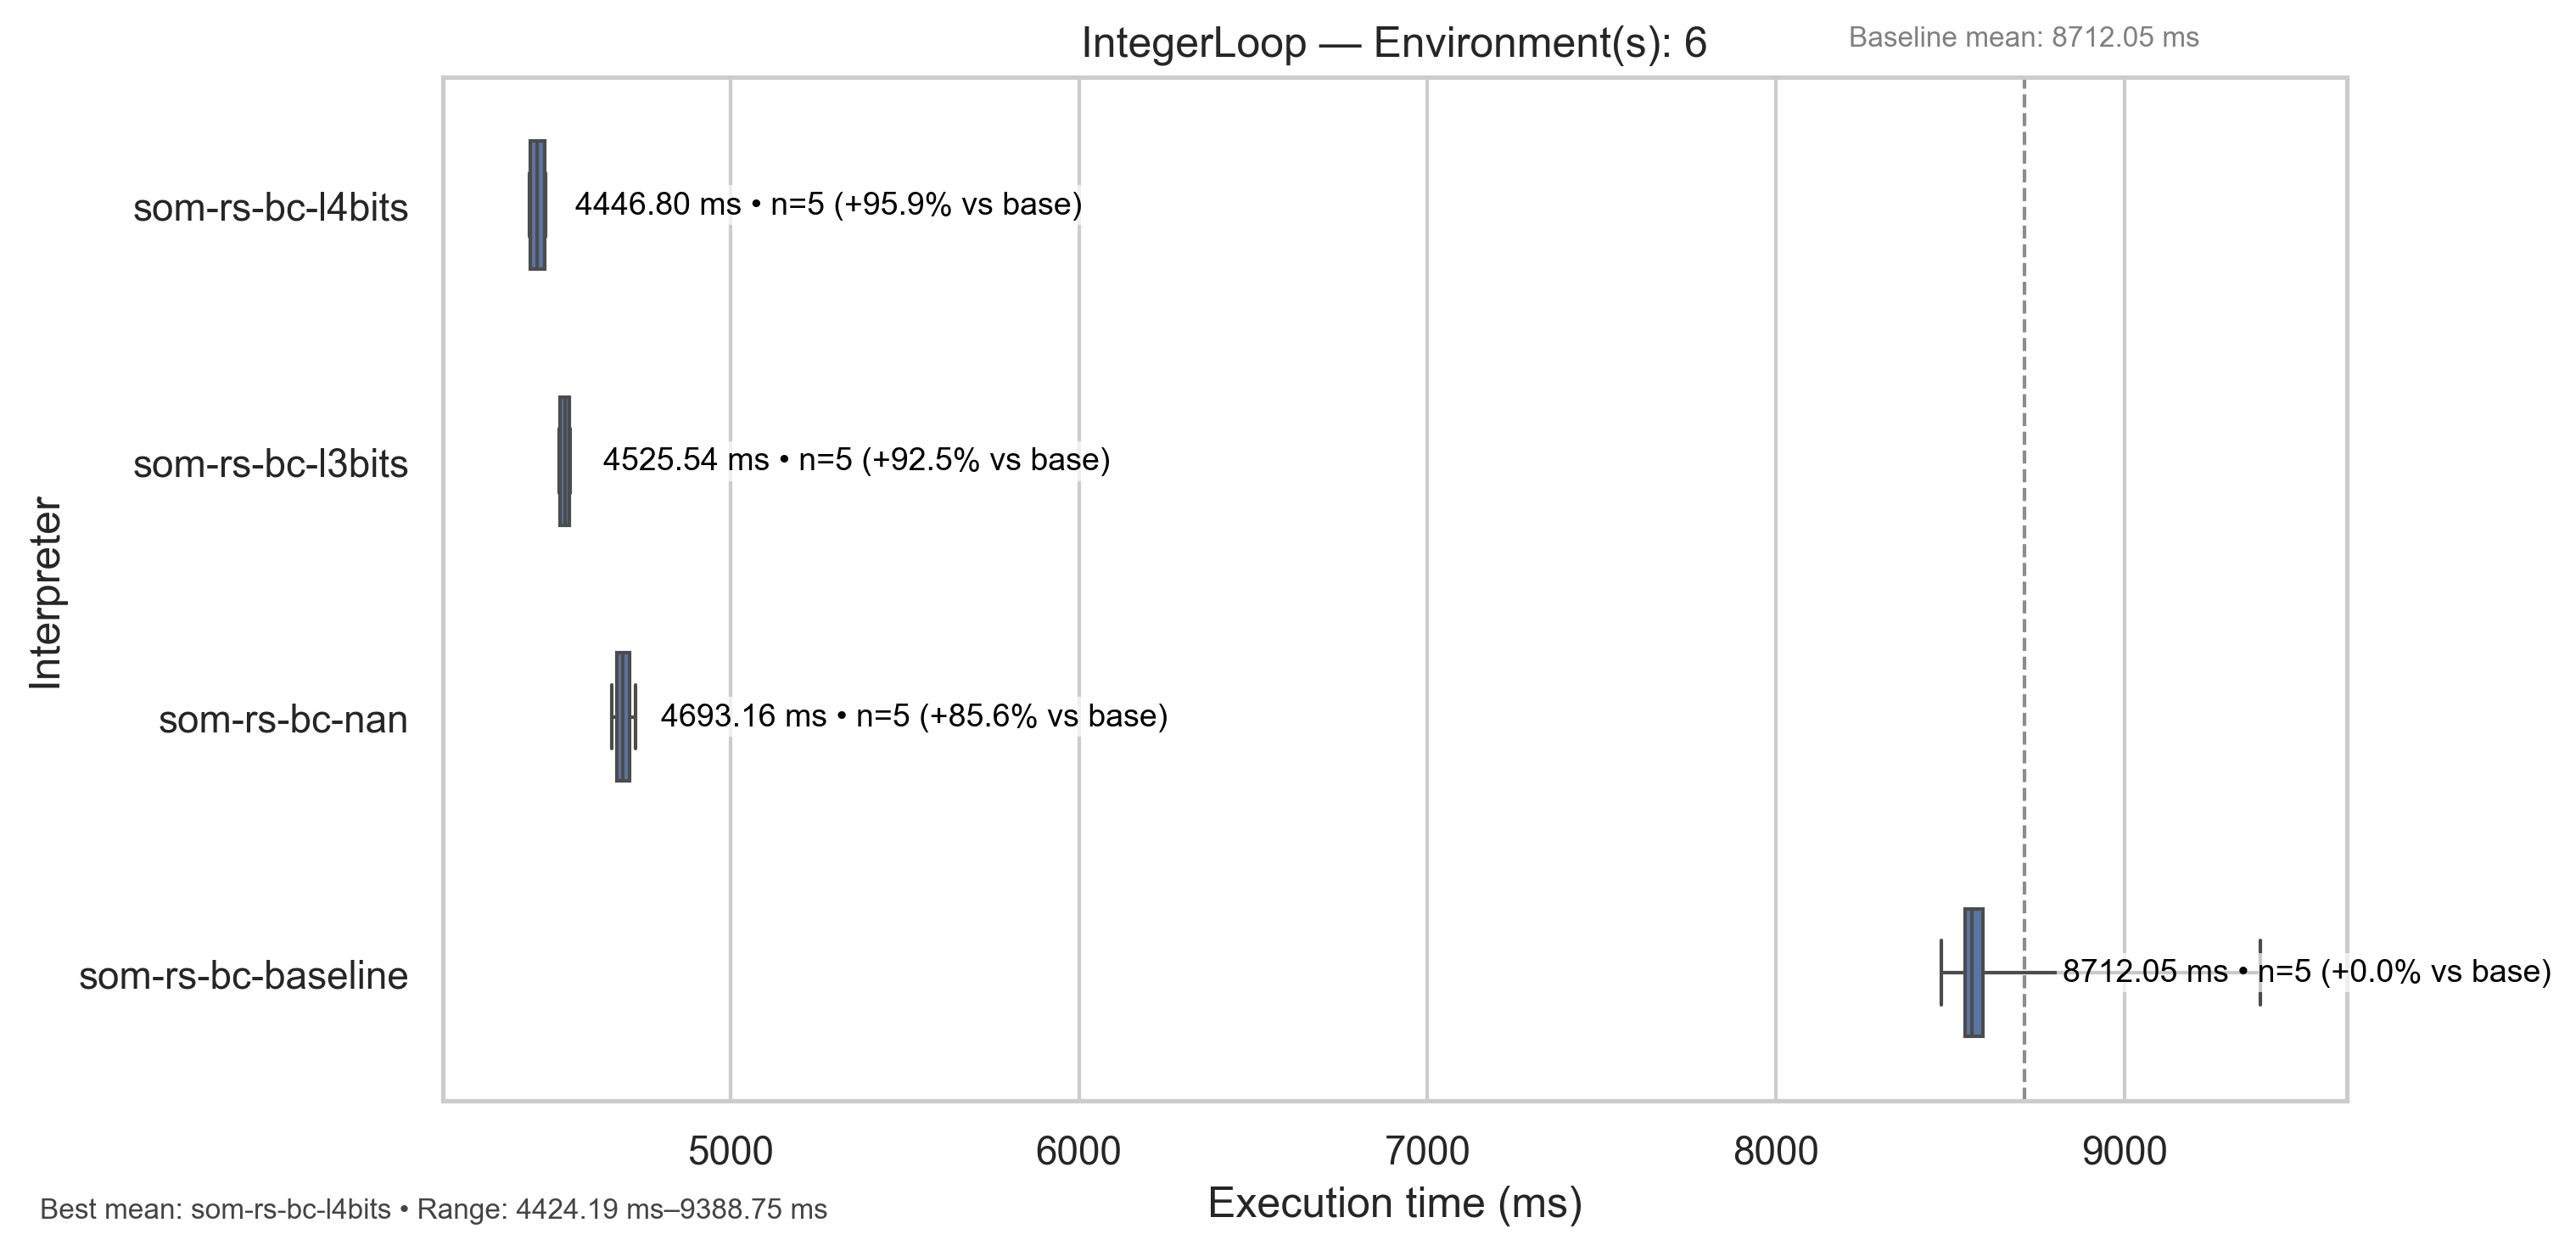 IntegerLoop — Environment(s): 6
Baseline mean: 8712.05 ms
Interpreter
som-rs-bc-l4bits
4446.80 ms • n=5 (+95.9% vs base)
som-rs-bc-l3bits
4525.54 ms • n=5 (+92.5% vs base)
som-rs-bc-nan
4693.16 ms • n=5 (+85.6% vs base)
som-rs-bc-baseline
8712.05 ms • n=5 (+0.0% vs base)
5000 6000 7000 8000 9000
Execution time (ms)
Best mean: som-rs-bc-l4bits • Range: 4424.19 ms–9388.75 ms